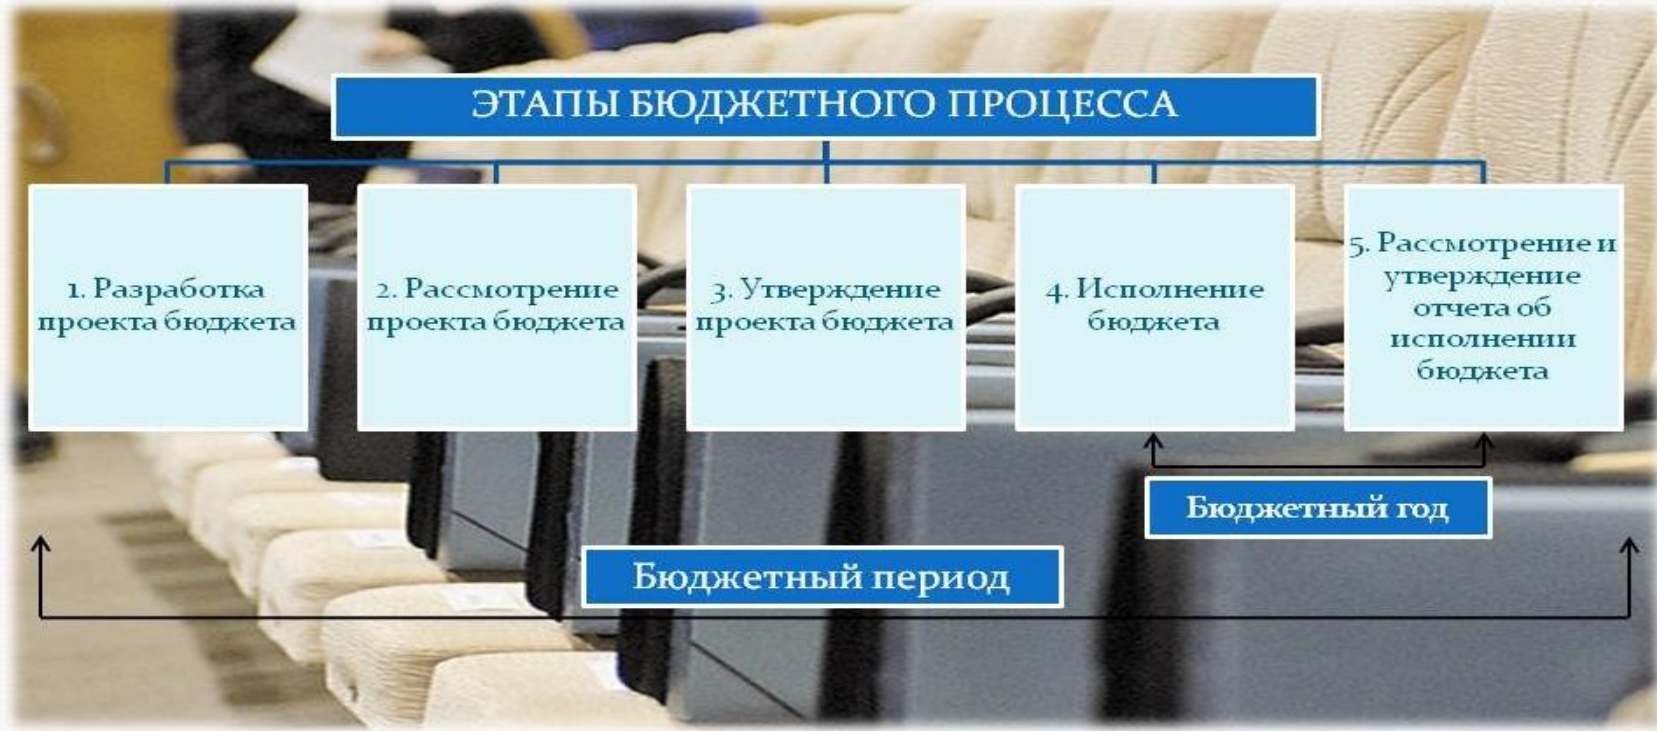 ЭТАПЫ БЮДЖЕТНОГО ПРОЦЕССА
1. Разработка
проекта бюджета
2. Рассмотрение
проекта бюджета
3. Утверждение
проекта бюджета
4. Исполнение
бюджета
5. Рассмотрение и
утверждение
отчета об
исполнении
бюджета
Бюджетный год
Бюджетный период